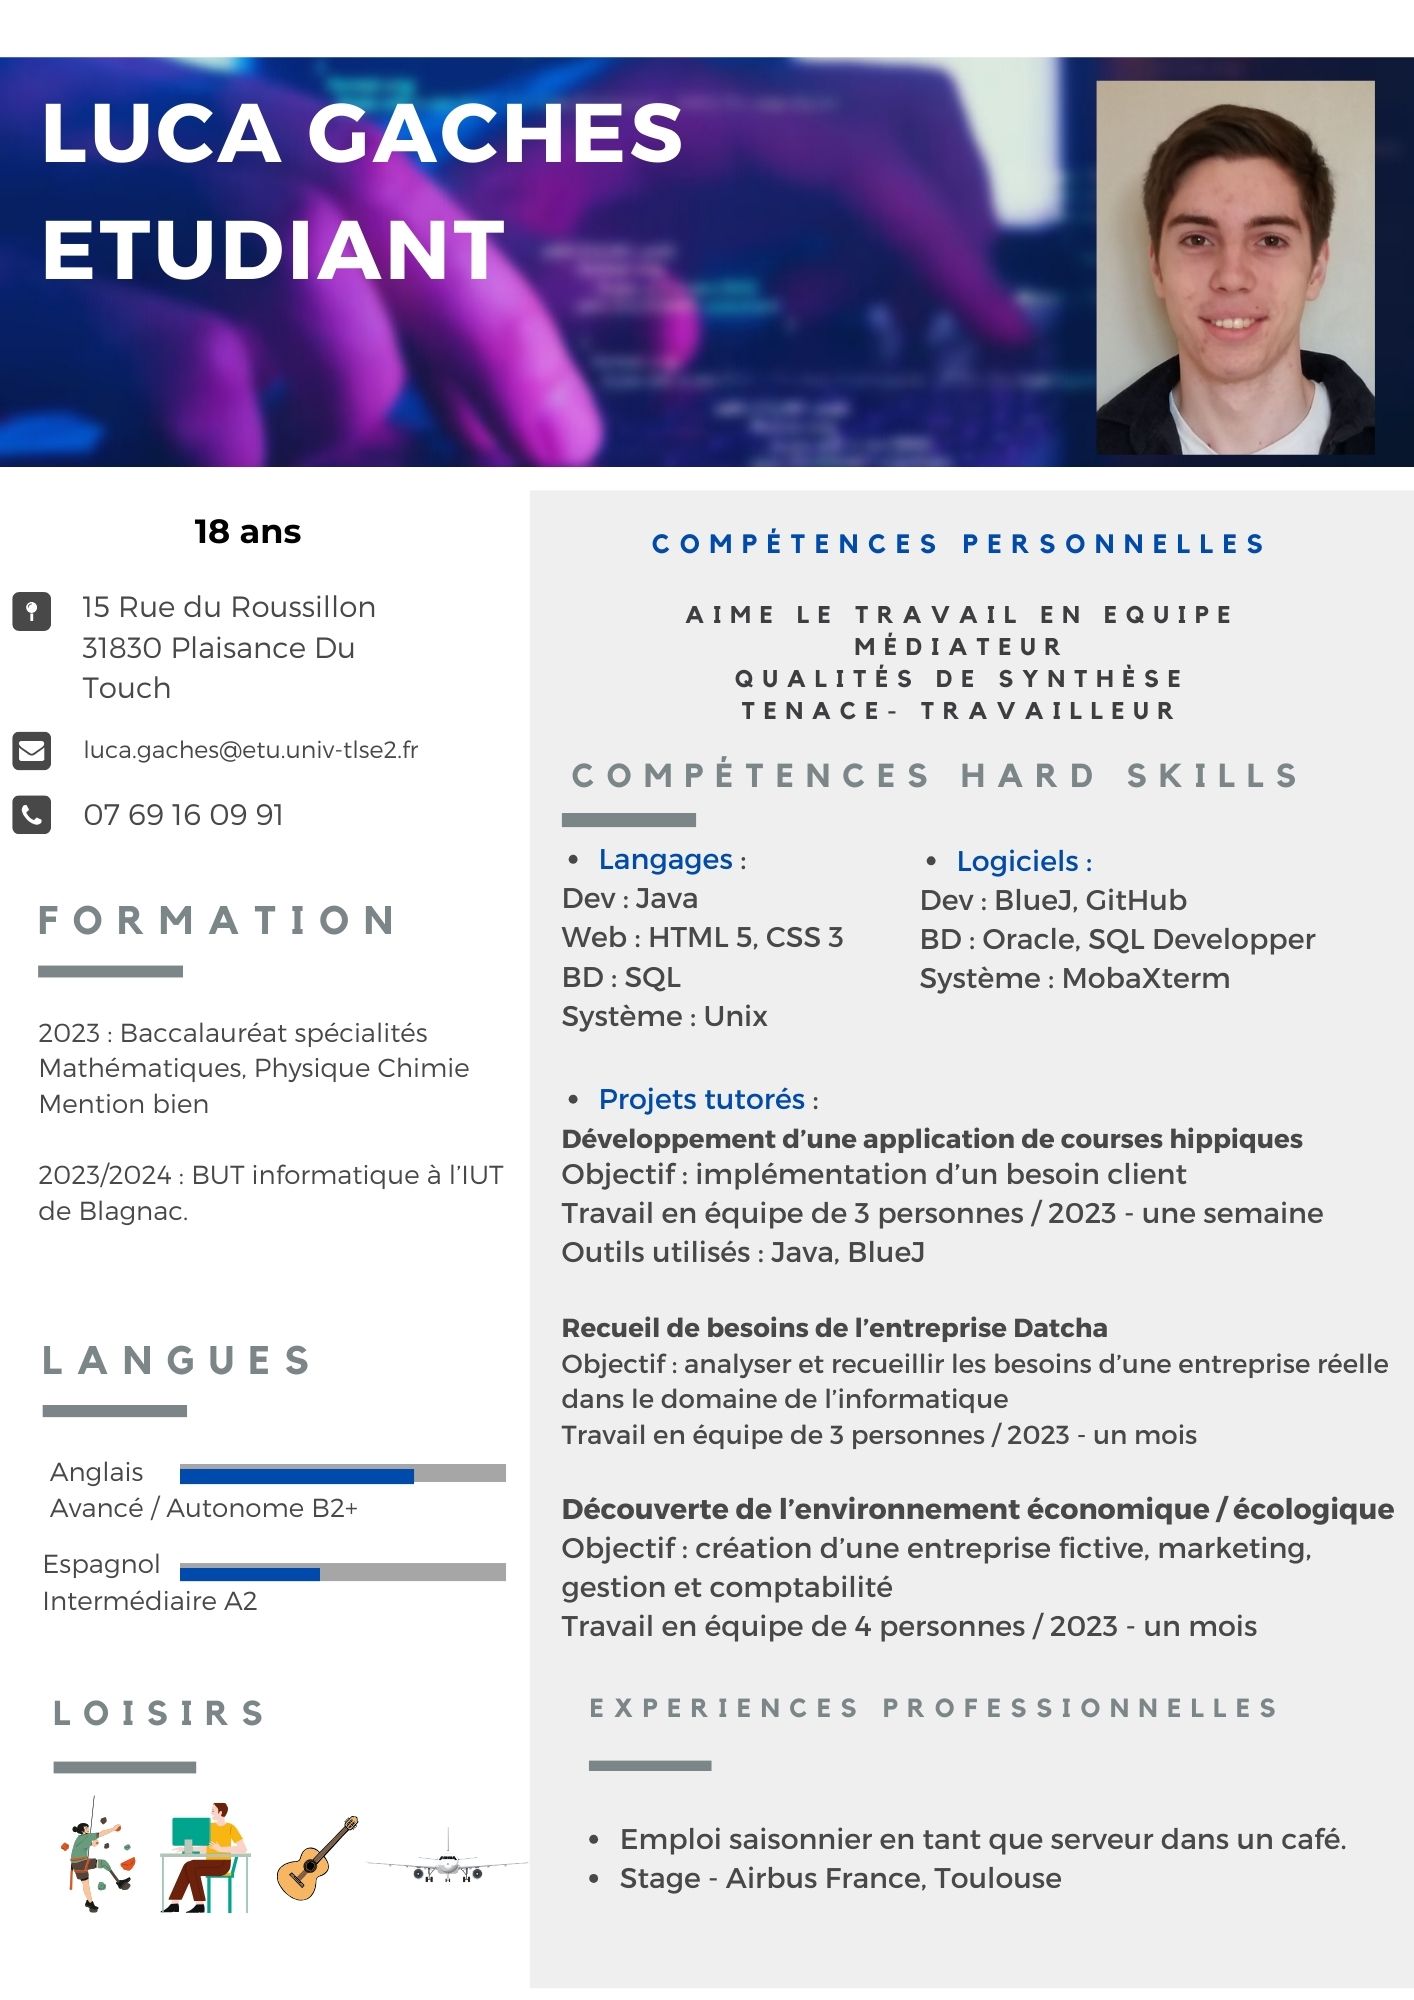 LUCA GACHES
ETUDIANT
18 ans
15 Rue du Roussillon
31830 Plaisance Du
Touch
luca.gaches@etu.univ-tlse2.fr
07 69 16 09 91
FORMATION
2023 : Baccalauréat spécialités
Mathématiques, Physique Chimie
Mention bien
2023/2024 : BUT informatique à l’IUT
de Blagnac.
LANGUES
Anglais
Avancé / Autonome B2+
Espagnol
Intermédiaire A2
LOISIRS
COMPÉTENCES PERSONNELLES
AIME LE TRAVAIL EN EQUIPE
MÉDIATEUR
QUALITÉS DE SYNTHÈSE
TENACE- TRAVAILLEUR
COMPÉTENCES HARD SKILLS
• Langages :
Dev : Java
Web : HTML 5, CSS 3
BD : SQL
Système : Unix
• Logiciels :
Dev : BlueJ, GitHub
BD : Oracle, SQL Developper
Système : MobaXterm
• Projets tutorés :
Développement d’une application de courses hippiques
Objectif : implémentation d’un besoin client
Travail en équipe de 3 personnes / 2023 - une semaine
Outils utilisés : Java, BlueJ
Recueil de besoins de l’entreprise Datcha
Objectif : analyser et recueillir les besoins d’une entreprise réelle
dans le domaine de l’informatique
Travail en équipe de 3 personnes / 2023 - un mois
Découverte de l’environnement économique / écologique
Objectif : création d’une entreprise fictive, marketing,
gestion et comptabilité
Travail en équipe de 4 personnes / 2023 - un mois
EXPERIENCES PROFESSIONNELLES
• Emploi saisonnier en tant que serveur dans un café.
• Stage - Airbus France, Toulouse